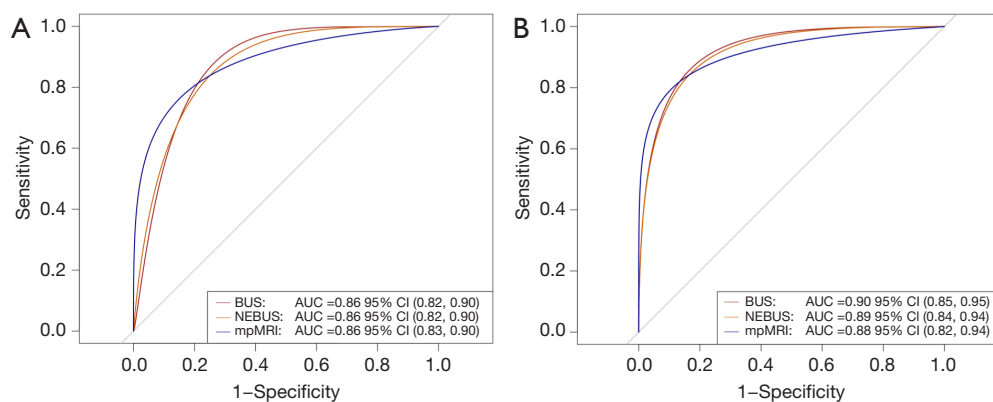 A
Sensitivity
1.0
0.8
0.6
0.4
0.2
0.0
BUS: AUC =0.86 95% CI (0.82, 0.90)
NEBUS: AUC =0.86 95% CI (0.82, 0.90)
mpMRI: AUC =0.86 95% CI (0.83, 0.90)
0.0 0.2 0.4 0.6 0.8 1.0
1−Specificity
B
Sensitivity
1.0
0.8
0.6
0.4
0.2
0.0
BUS: AUC =0.90 95% CI (0.85, 0.95)
NEBUS: AUC =0.89 95% CI (0.84, 0.94)
mpMRI: AUC =0.88 95% CI (0.82, 0.94)
0.0 0.2 0.4 0.6 0.8 1.0
1−Specificity